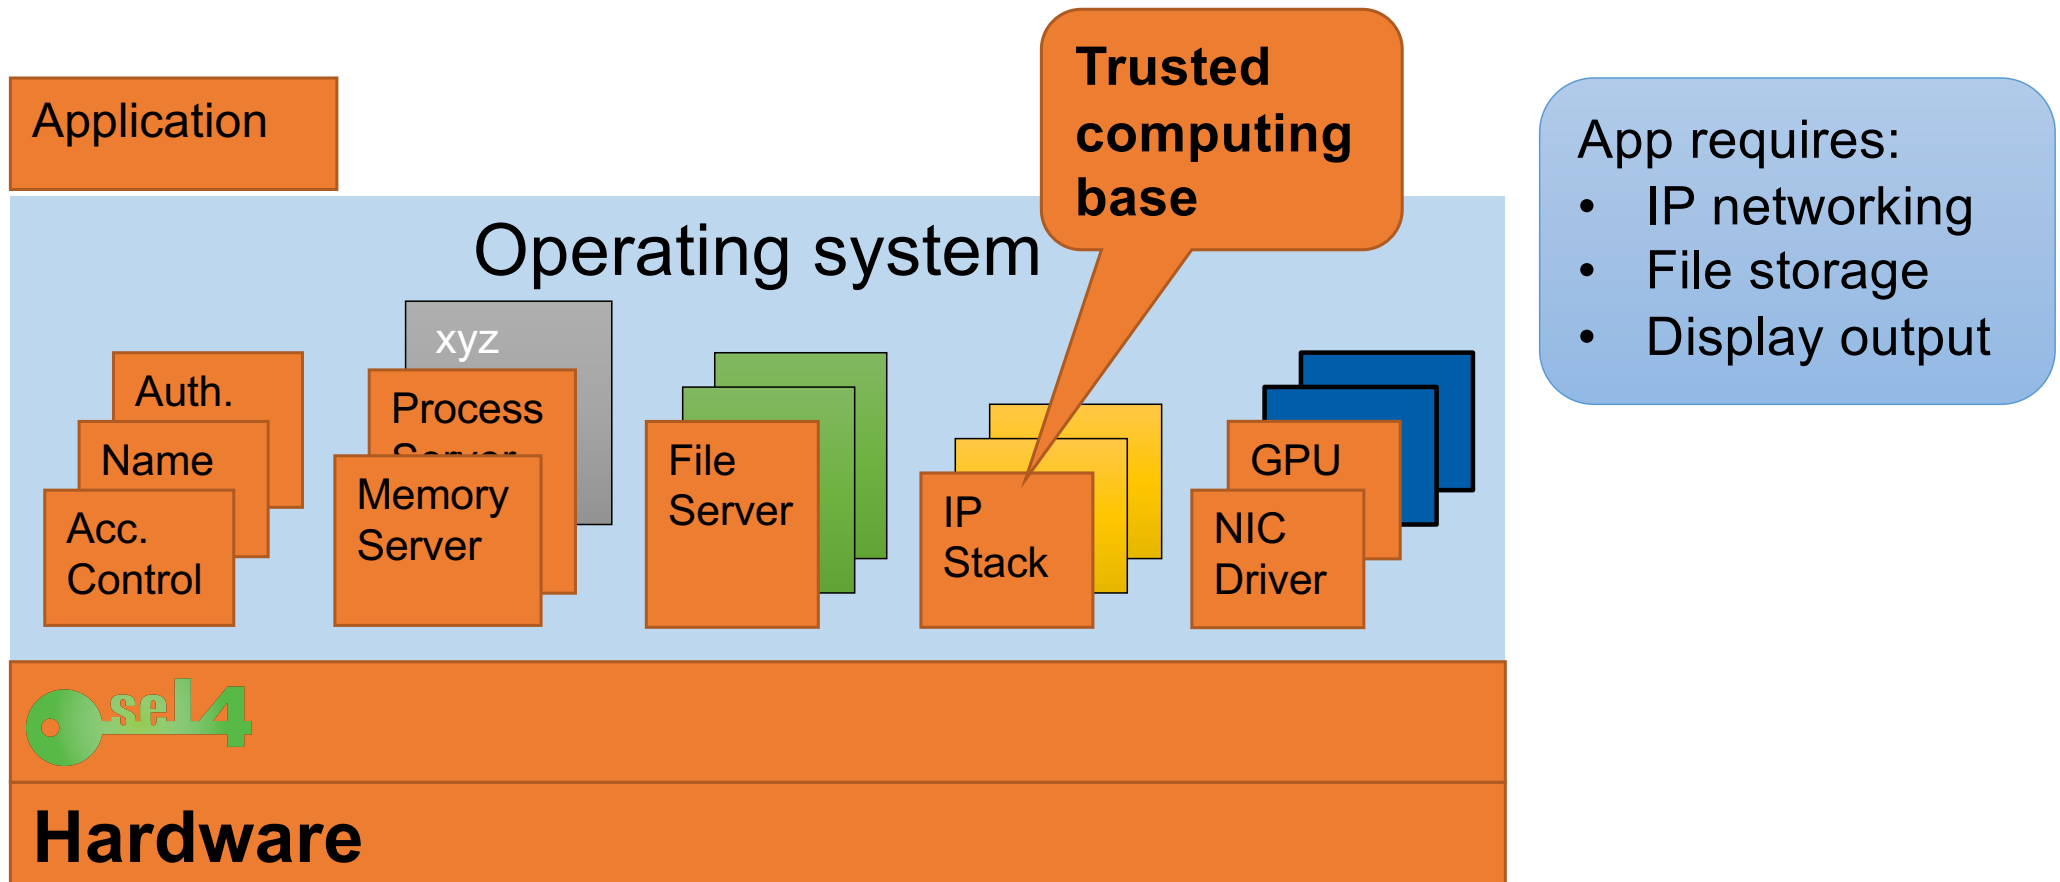 Trusted
computing
base
Application
App requires:
• IP networking
• File storage
• Display output
Operating system
xyz
Auth.
Process
Server
Name
File
Server
GPU
Memory
Server
IP
Stack
Acc.
Control
NIC
Driver
seL4
Hardware